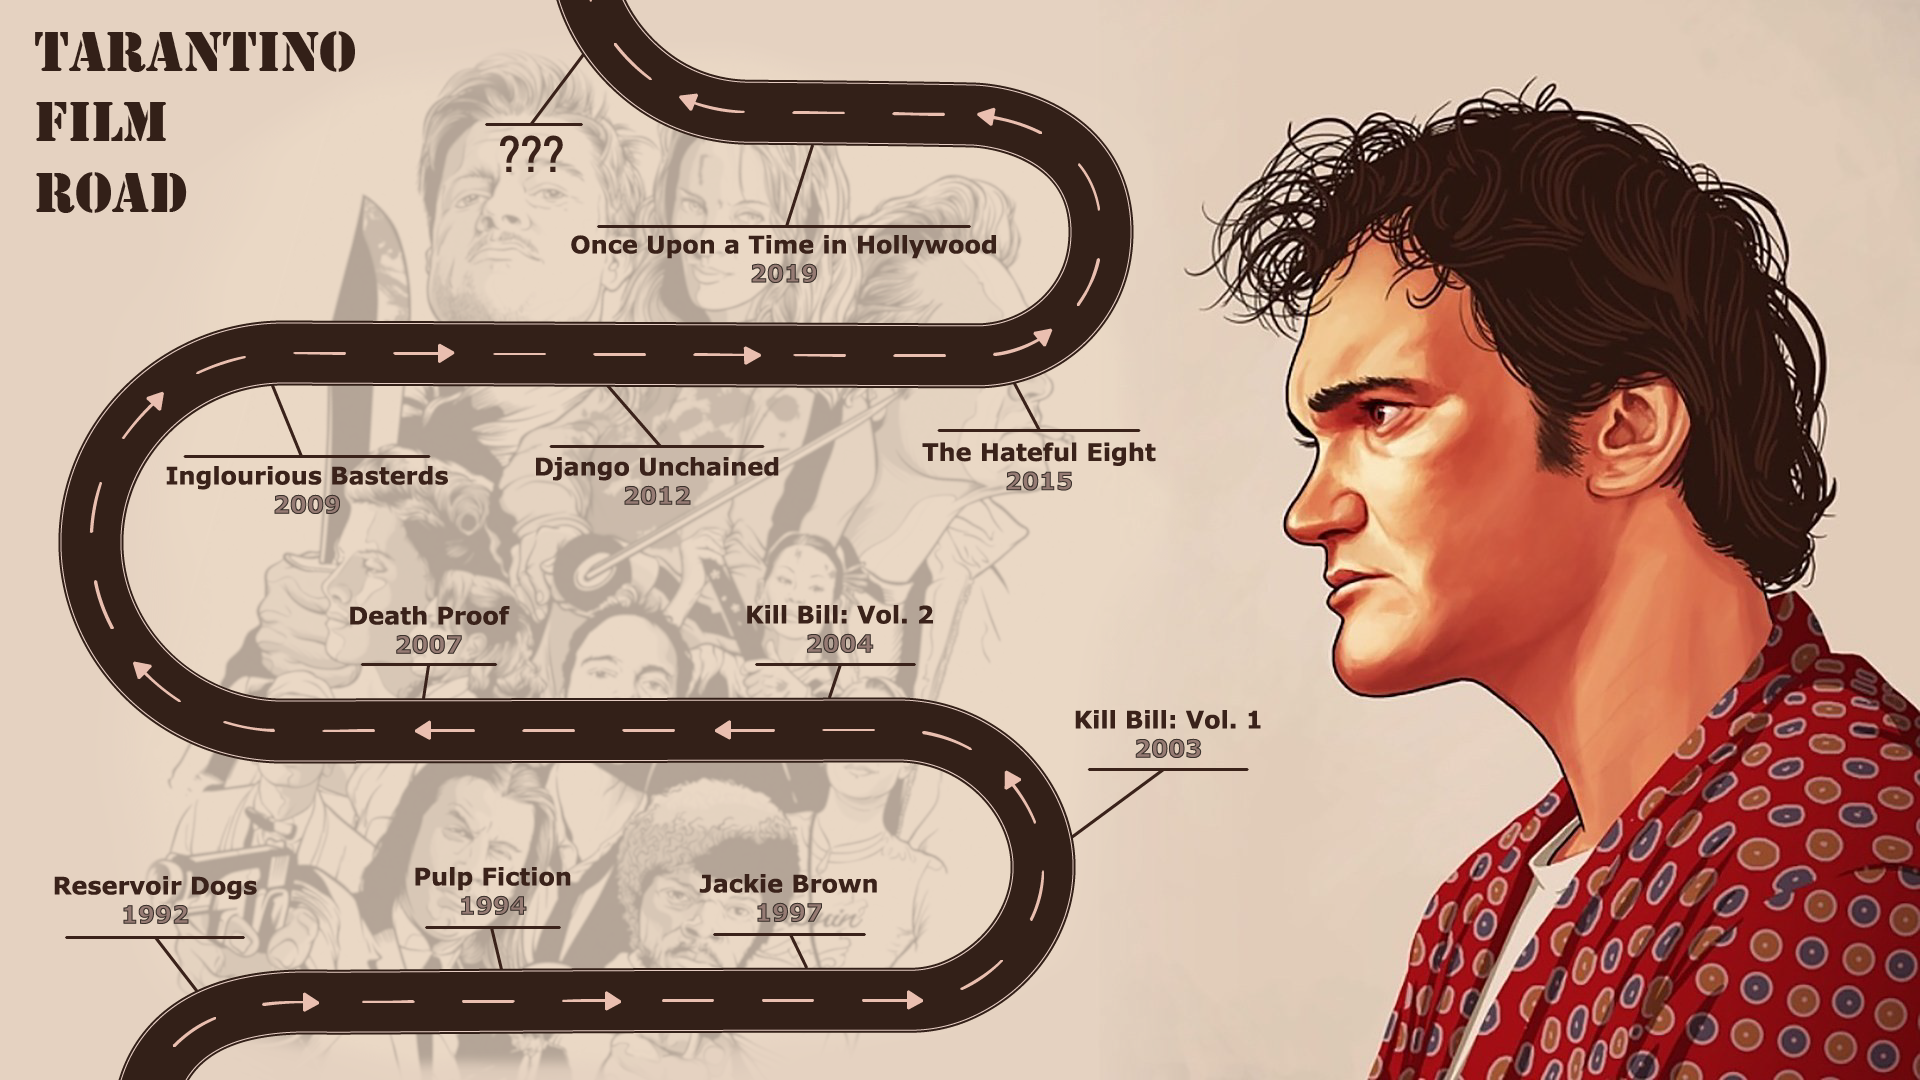 TARANTINO
FILM
ROAD
???
Once Upon a Time in Hollywood
2019
Inglourious Basterds
2009
Django Unchained
2012
The Hateful Eight
2015
Death Proof
2007
Kill Bill: Vol. 2
2004
Kill Bill: Vol. 1
2003
Reservoir Dogs
1992
Pulp Fiction
1994
Jackie Brown
1997